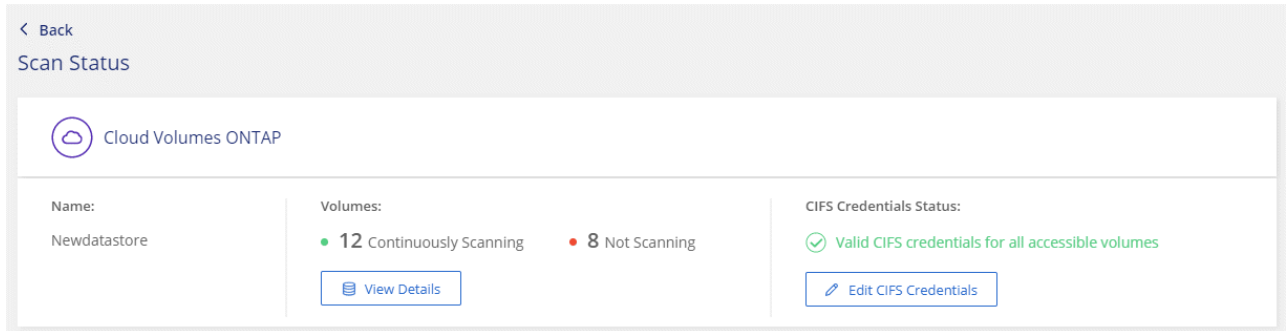 Back
Scan Status
Cloud Volumes ONTAP
Name:
Newdatastore
Volumes:
12 Continuously Scanning
8 Not Scanning
View Details
CIFS Credentials Status:
Valid CIFS credentials for all accessible volumes
Edit CIFS Credentials